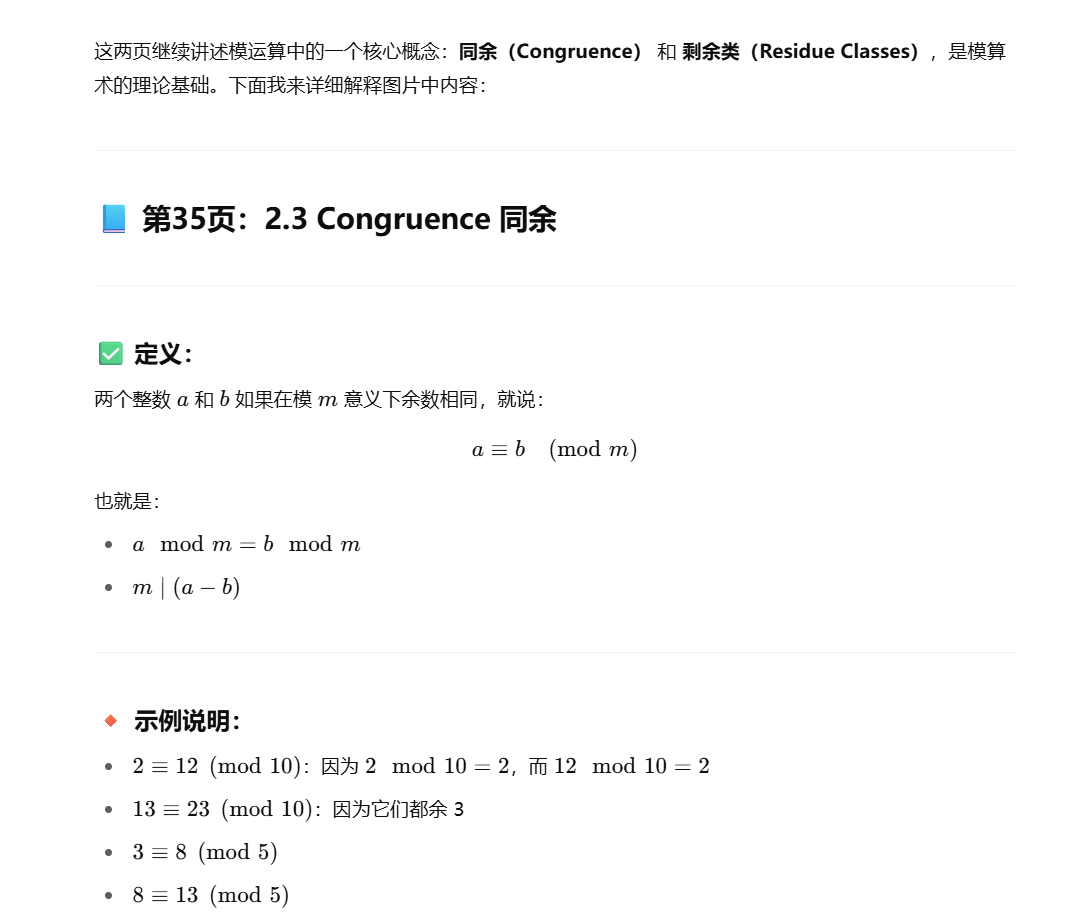 这两页继续讲述模运算中的一个核心概念：同余（Congruence） 和 剩余类（Residue Classes），是模算
术的理论基础。下面我来详细解释图片中内容：
📘 第35页：2.3 Congruence 同余
✅ 定义：
两个整数 a 和 b 如果在模 m 意义下余数相同，就说：
a ≡ b (mod m)
也就是：
• a mod m = b mod m
• m ∣ (a − b)
🔸 示例说明：
• 2 ≡ 12 (mod 10)：因为 2 mod 10 = 2，而 12 mod 10 = 2
• 13 ≡ 23 (mod 10)：因为它们都余 3
• 3 ≡ 8 (mod 5)
• 8 ≡ 13 (mod 5)